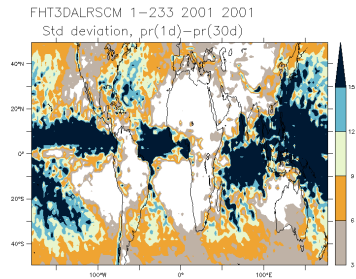 FHT3DALRSCM 1-233 2001 2001
Std deviation, pr(1d)-pr(30d)
40°N
20°N
0°
20°S
40°S
100°W
0°
100°E
15
12
9
6
3